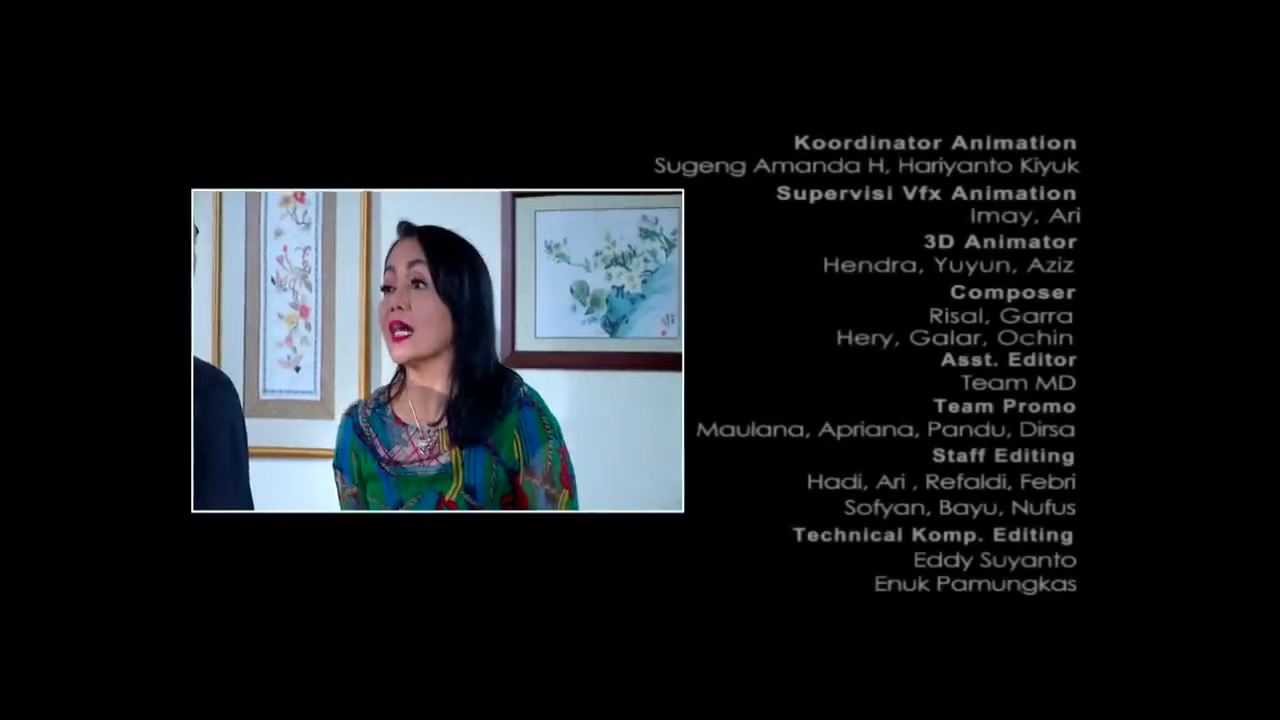 Koordinator Animation
Sugeng Amanda H, Hariyanto Kiyuk
Supervisi Vfx Animation
Imay, Ari
3D Animator
Hendra, Yuyun, Aziz
Composer
Risal, Garra
Hery, Galar, Ochin
Asst. Editor
Team MD
Team Promo
Maulana, Apriana, Pandu, Dirsa
Staff Editing
Hadi, Ari , Refaldi, Febri
Sofyan, Bayu, Nufus
Technical Komp. Editing
Eddy Suyanto
Enuk Pamungkas